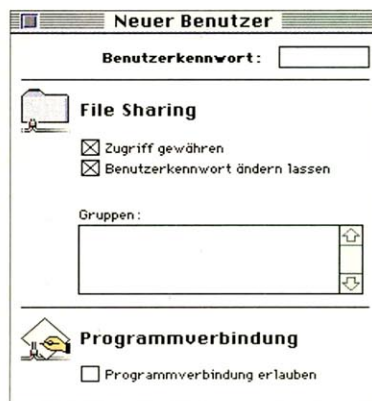 Neuer Benutzer
Benutzerkennwort:
File Sharing
Zugriff gewähren
Benutzerkennwort ändern lassen
Gruppen:
Programmverbindung
Programmverbindung erlauben